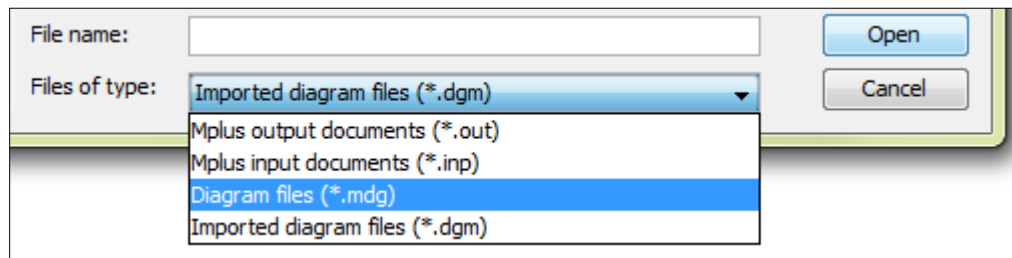 File name:
Open
Files of type:
Imported diagram files (*.dgm)
Cancel
Mplus output documents (*.out)
Mplus input documents (*.inp)
Diagram files (*.mdg)
Imported diagram files (*.dgm)